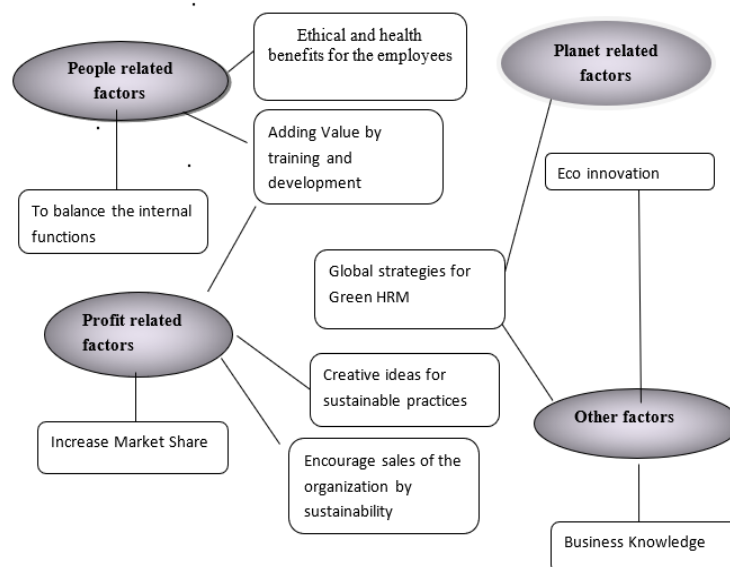 Ethical and health
benefits for the employees
People related
factors
Planet related
factors
Adding Value by
training and
development
Eco innovation
To balance the internal
functions
Global strategies for
Green HRM
Profit related
factors
Creative ideas for
sustainable practices
Other factors
Increase Market Share
Encourage sales of the
organization by
sustainability
Business Knowledge